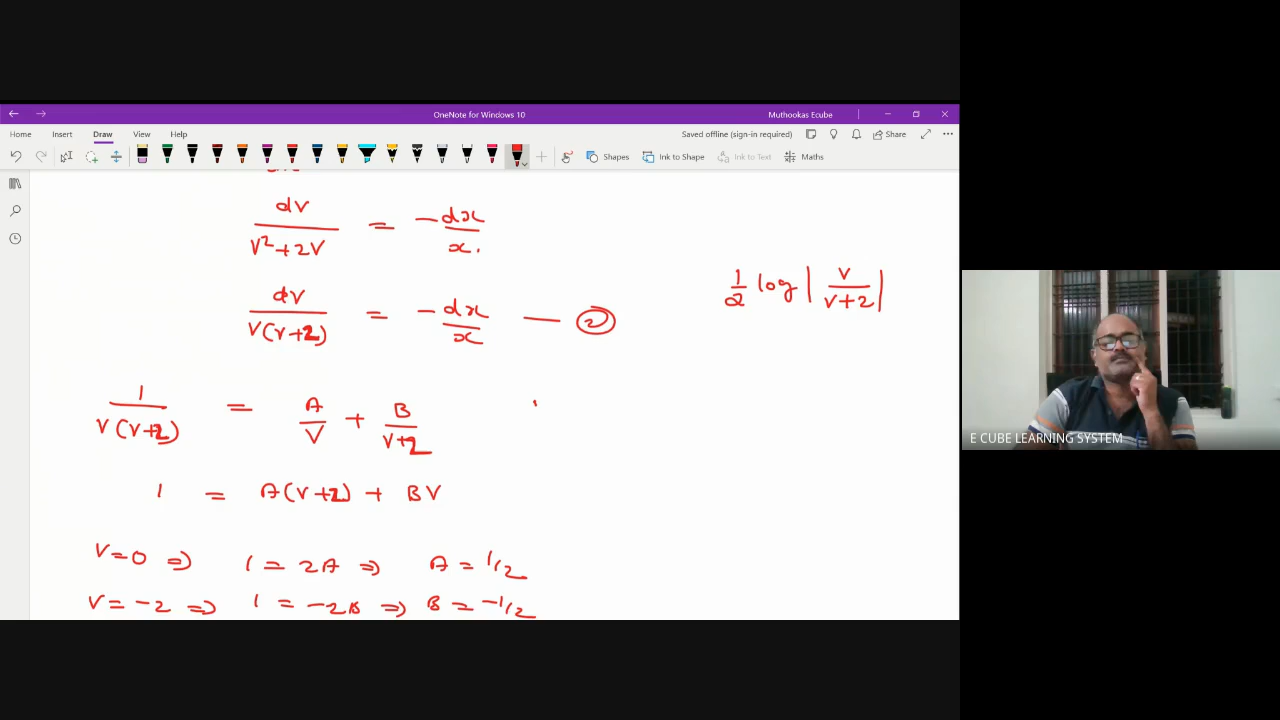 OneNote for Windows 10
Muthookas Ecube
Home Insert Draw View Help
Saved offline (sign-in required) Share
Shapes Ink to Shape Ink to Text Maths
dv/(v²+2v) = -dx/x.
1/2 log|v/(v+2)|
dv/(v(v+2)) = -dx/x — ②
1/(v(v+2)) = A/v + B/(v+2)
1 = A(v+2) + Bv
v=0 ⇒ 1 = 2A ⇒ A = 1/2
v = -2 ⇒ 1 = -2B ⇒ B = -1/2
E CUBE LEARNING SYSTEM